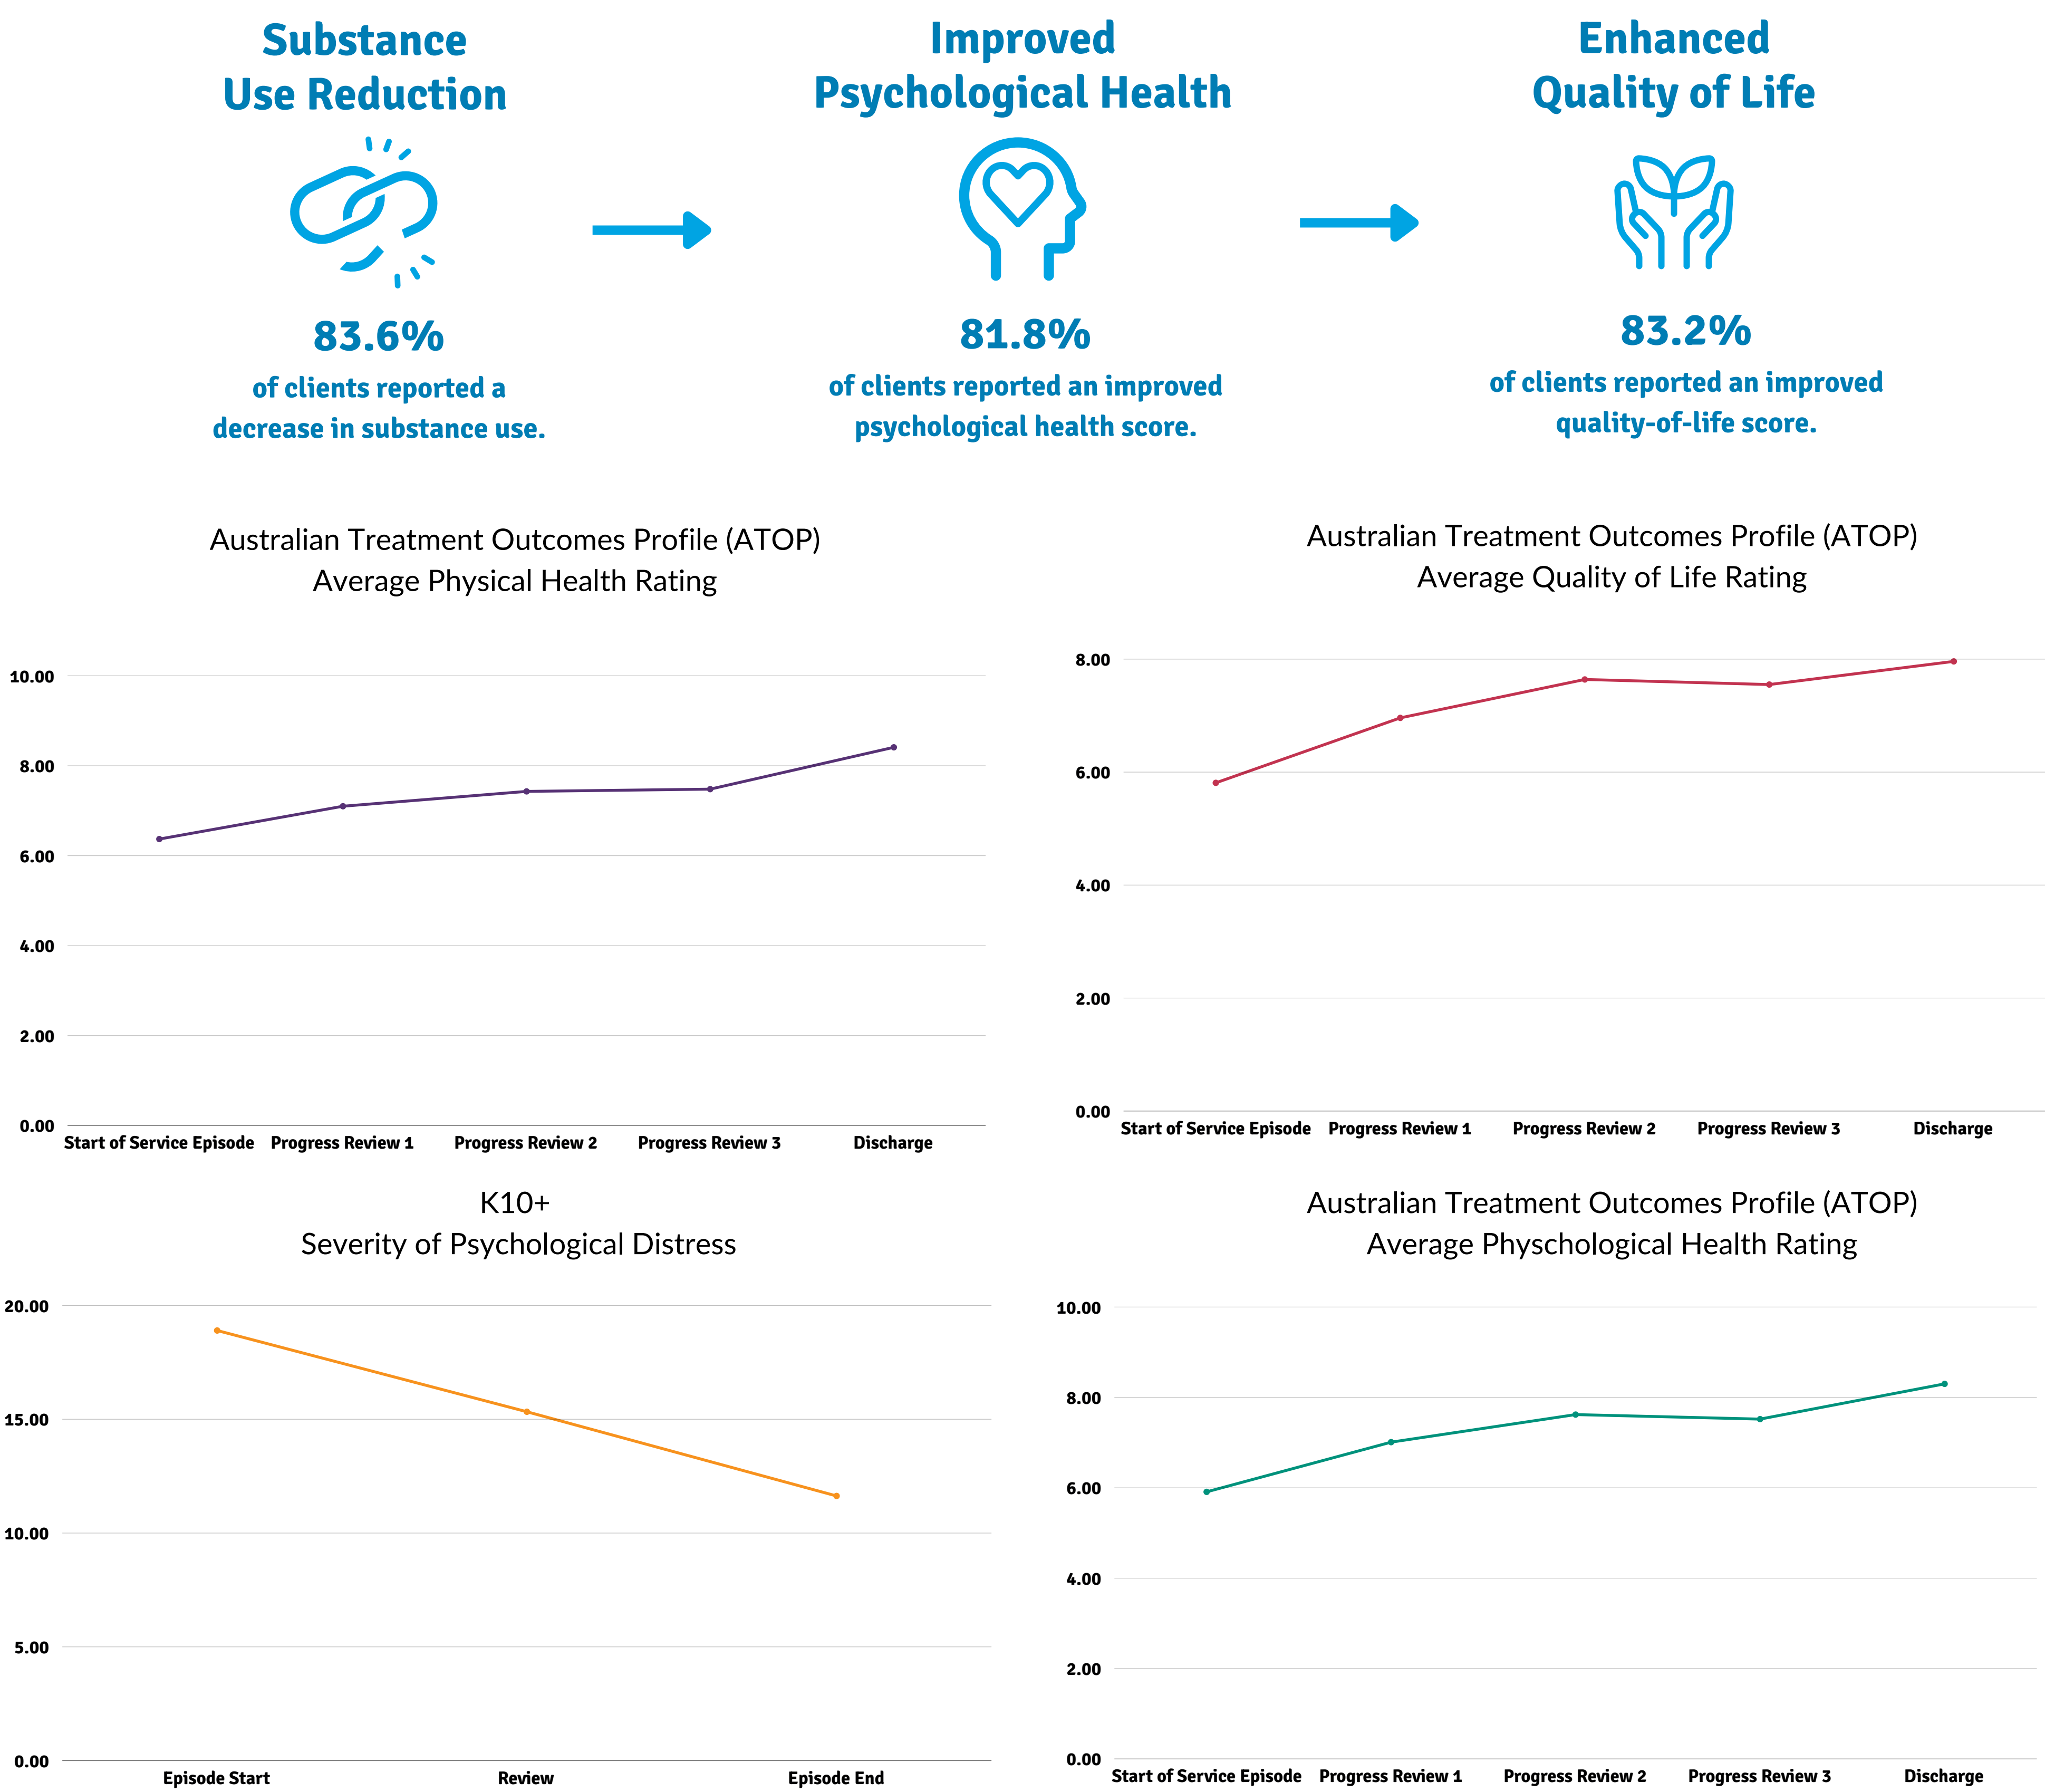 Substance
Use Reduction
83.6%
of clients reported a
decrease in substance use.
Improved
Psychological Health
81.8%
of clients reported an improved
psychological health score.
Enhanced
Quality of Life
83.2%
of clients reported an improved
quality-of-life score.
Australian Treatment Outcomes Profile (ATOP)
Average Physical Health Rating
10.00
8.00
6.00
4.00
2.00
0.00
Start of Service Episode Progress Review 1 Progress Review 2 Progress Review 3 Discharge
Australian Treatment Outcomes Profile (ATOP)
Average Quality of Life Rating
8.00
6.00
4.00
2.00
0.00
Start of Service Episode Progress Review 1 Progress Review 2 Progress Review 3 Discharge
K10+
Severity of Psychological Distress
20.00
15.00
10.00
5.00
0.00
Episode Start Review Episode End
Australian Treatment Outcomes Profile (ATOP)
Average Physchological Health Rating
10.00
8.00
6.00
4.00
2.00
0.00
Start of Service Episode Progress Review 1 Progress Review 2 Progress Review 3 Discharge